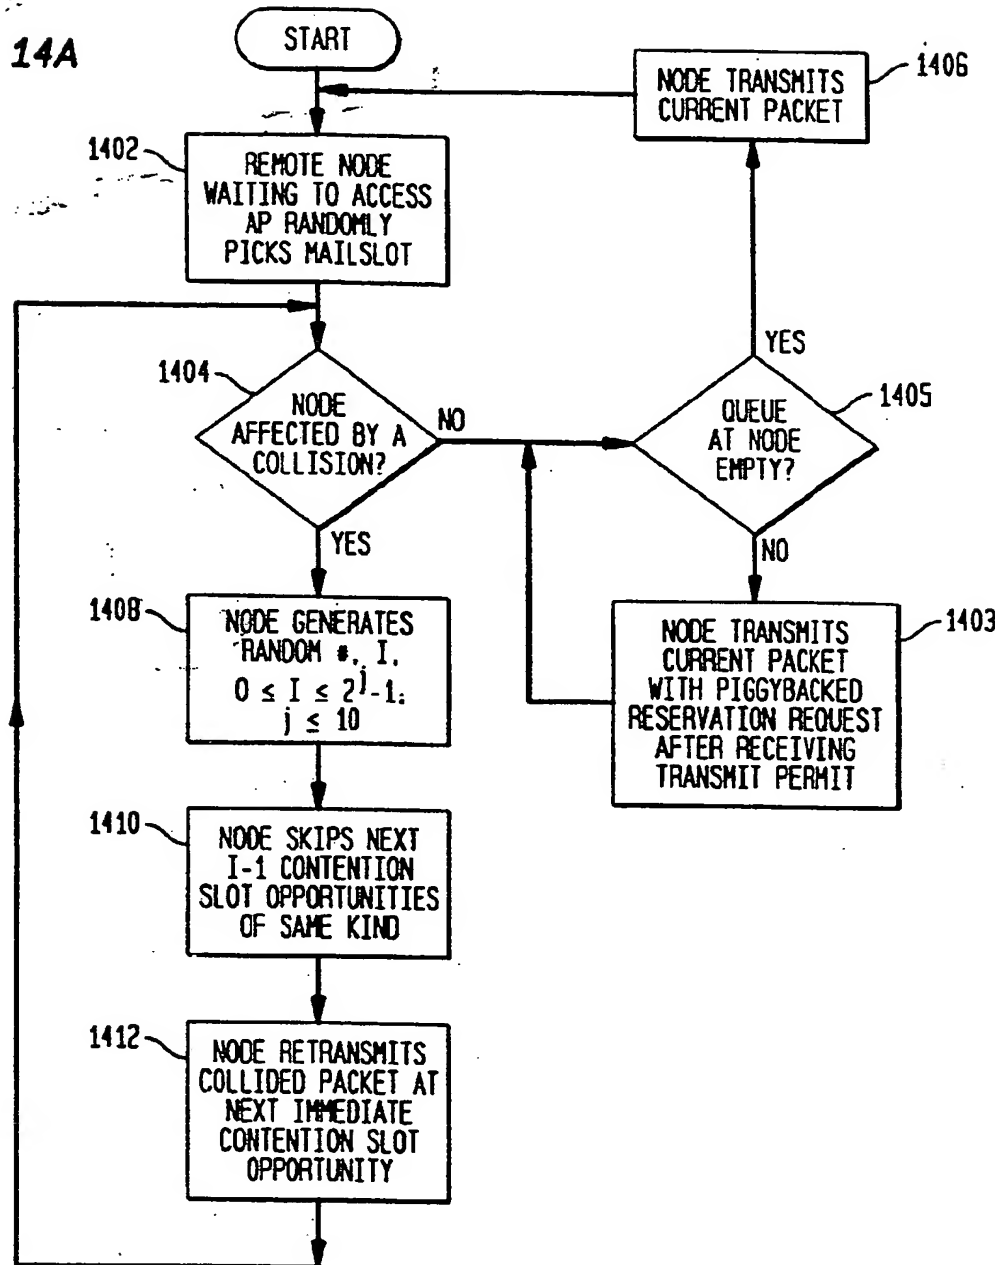 14A
START
1406
NODE TRANSMITS
CURRENT PACKET
1402
REMOTE NODE
WAITING TO ACCESS
AP RANDOMLY
PICKS MAILSLOT
1404
NODE
AFFECTED BY A
COLLISION?
NO
YES
1405
QUEUE
AT NODE
EMPTY?
YES
NO
1408
NODE GENERATES
RANDOM #, I,
0 ≤ I ≤ 2^j-1;
j ≤ 10
1403
NODE TRANSMITS
CURRENT PACKET
WITH PIGGYBACKED
RESERVATION REQUEST
AFTER RECEIVING
TRANSMIT PERMIT
1410
NODE SKIPS NEXT
I-1 CONTENTION
SLOT OPPORTUNITIES
OF SAME KIND
1412
NODE RETRANSMITS
COLLIDED PACKET AT
NEXT IMMEDIATE
CONTENTION SLOT
OPPORTUNITY